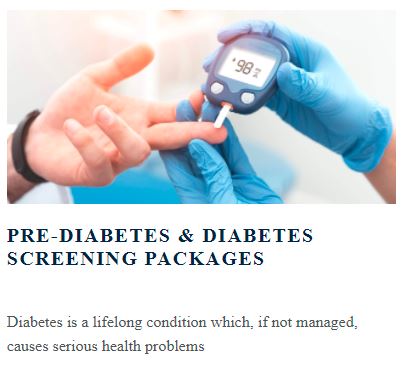 98
PRE-DIABETES & DIABETES
SCREENING PACKAGES
Diabetes is a lifelong condition which, if not managed,
causes serious health problems